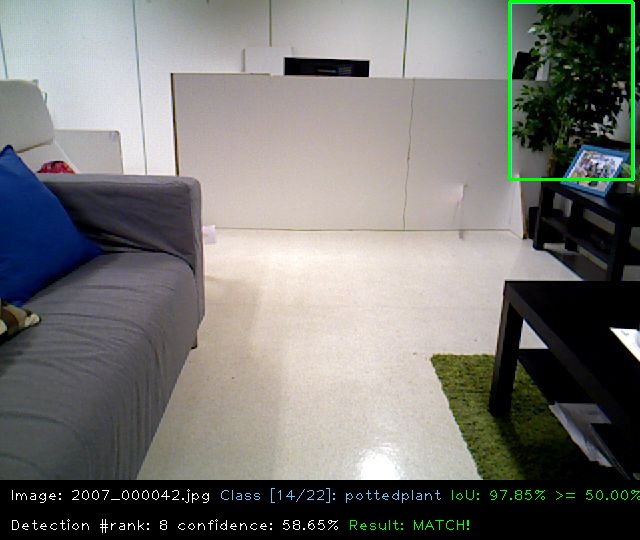 Image: 2007_000042.jpg Class [14/22]: pottedplant IoU: 97.85% >= 50.00%
Detection #rank: 8 confidence: 58.65% Result: MATCH!